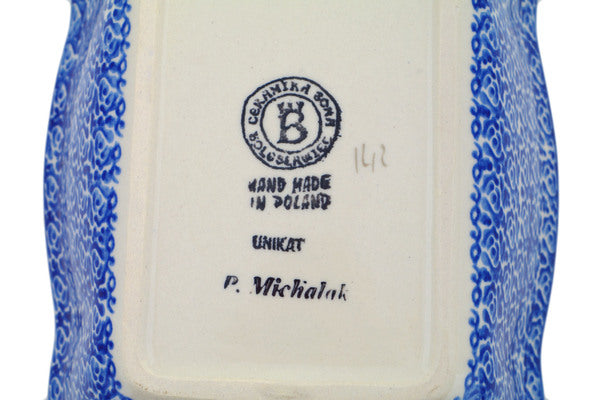 CERAMIKA BONA
B
BOLESŁAWIEC
142
HAND MADE
IN POLAND
UNIKAT
P. Michalak